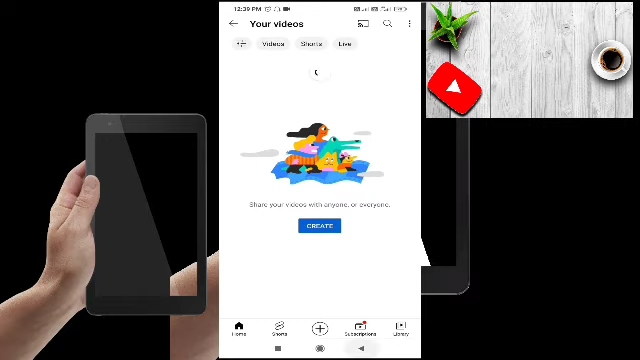 12:39 PM
Your videos
Videos
Shorts
Live
Share your videos with anyone, or everyone.
CREATE
Home
Shorts
Subscriptions
Library